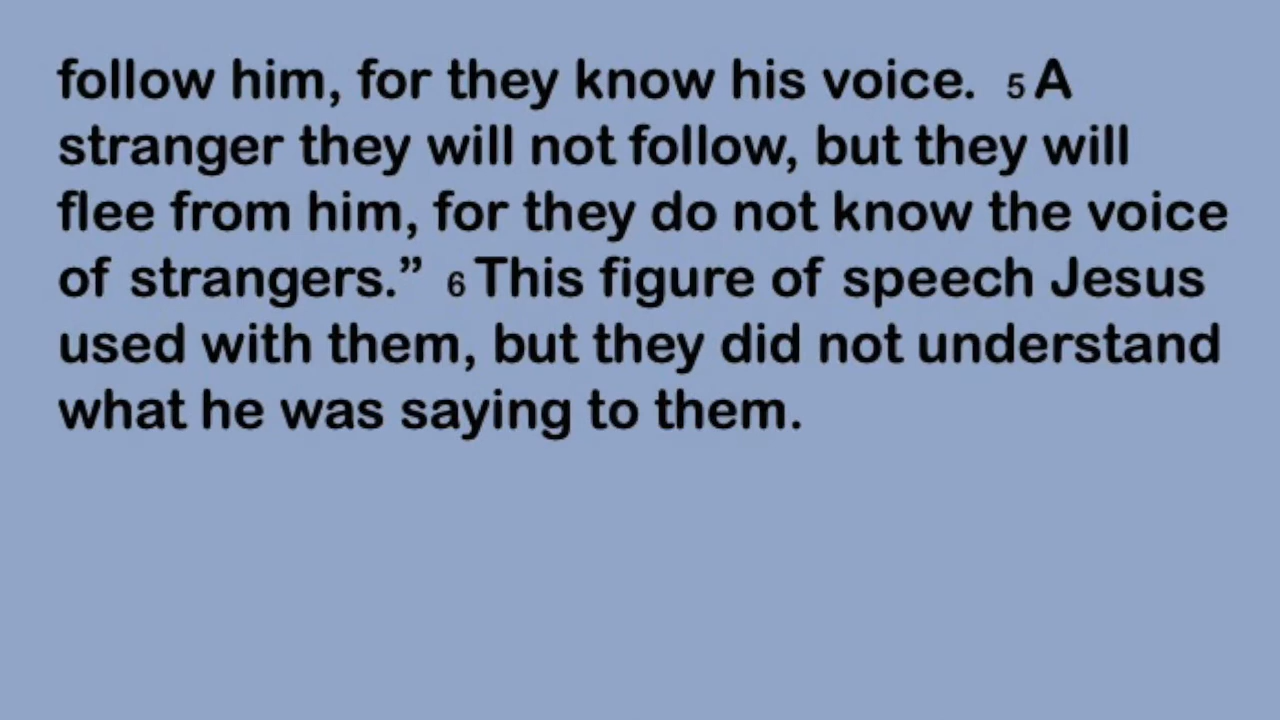 follow him, for they know his voice. 5 A
stranger they will not follow, but they will
flee from him, for they do not know the voice
of strangers.” 6 This figure of speech Jesus
used with them, but they did not understand
what he was saying to them.